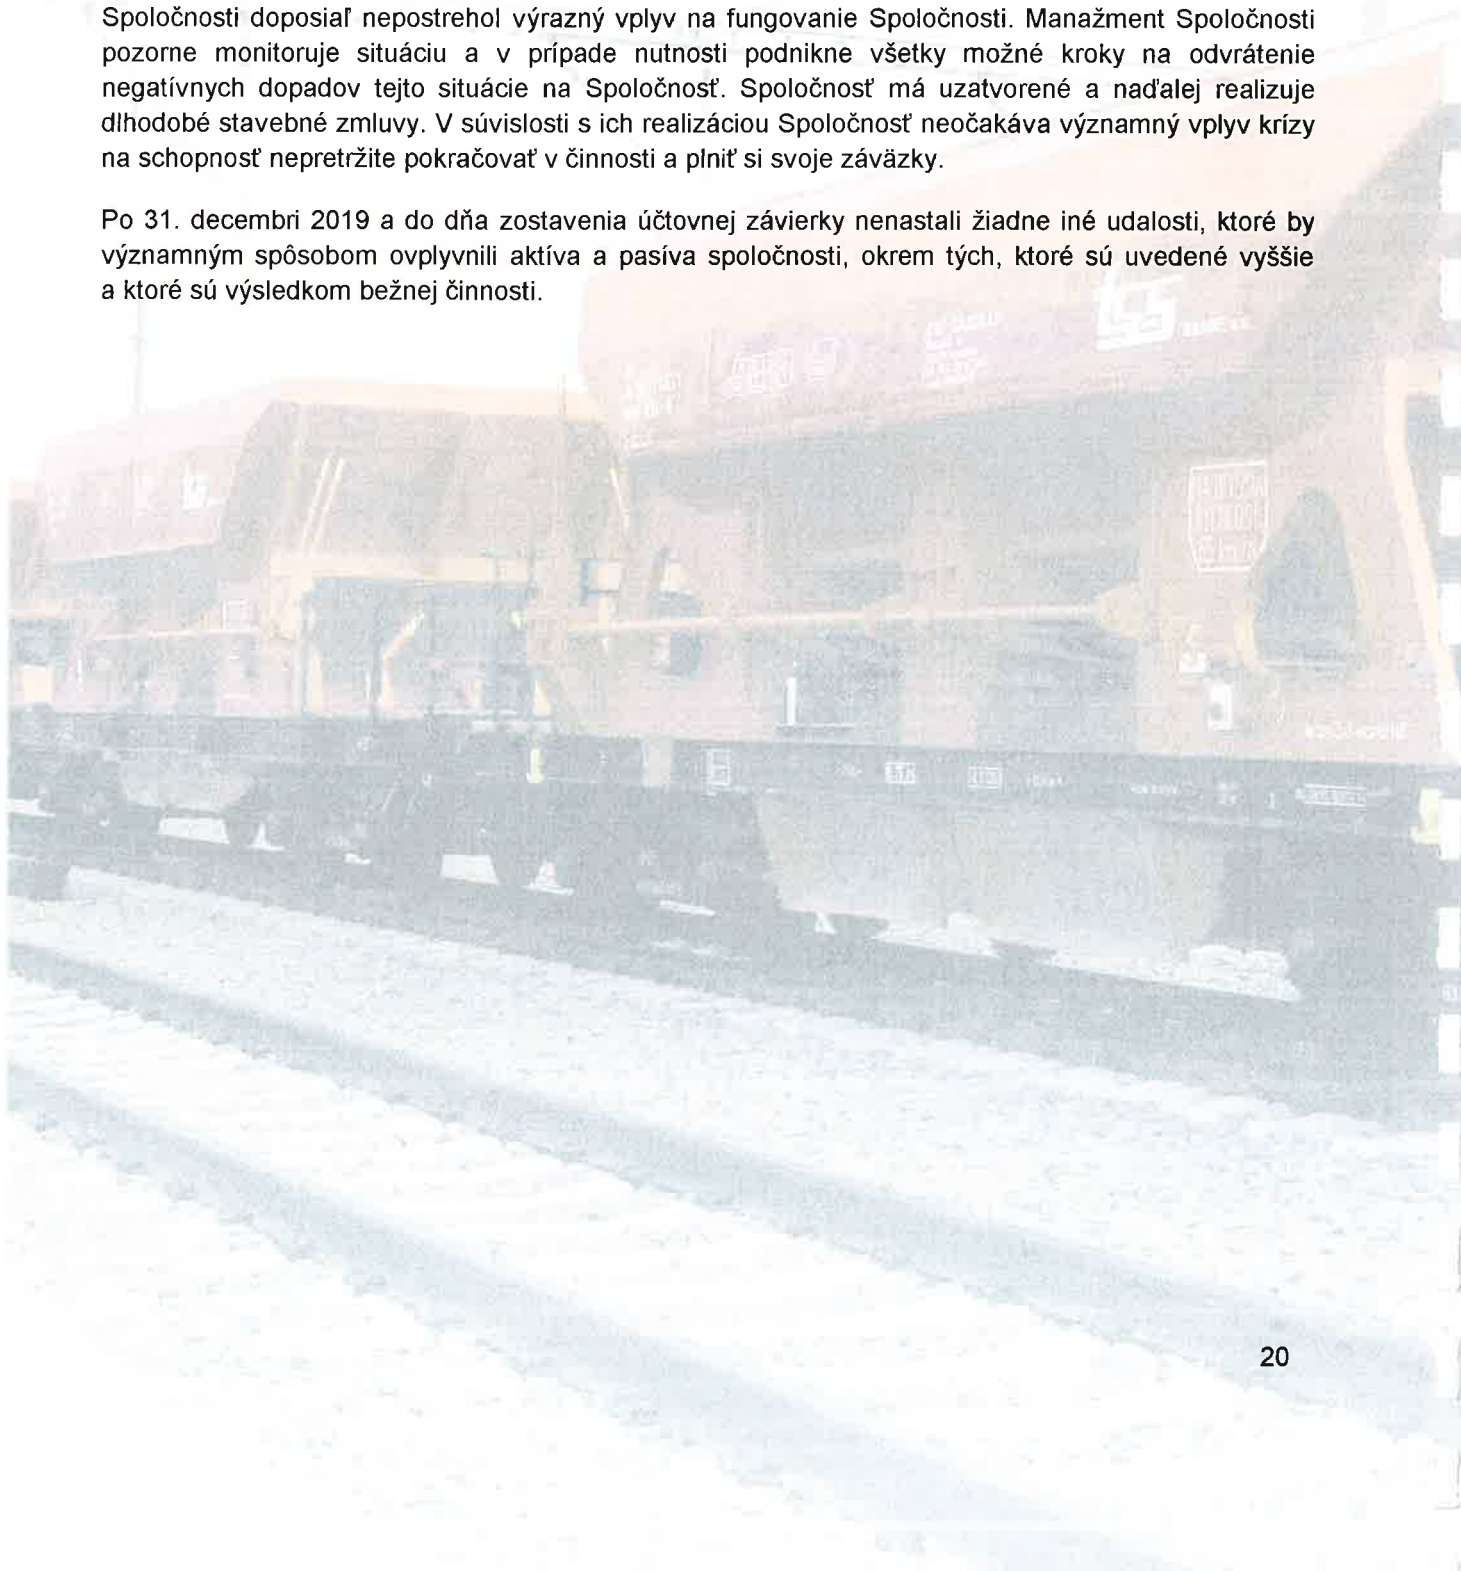 Spoločnosti doposiaľ nepostrehol výrazný vplyv na fungovanie Spoločnosti. Manažment Spoločnosti
pozorne monitoruje situáciu a v prípade nutnosti podnikne všetky možné kroky na odvrátenie
negatívnych dopadov tejto situácie na Spoločnosť. Spoločnosť má uzatvorené a naďalej realizuje
dlhodobé stavebné zmluvy. V súvislosti s ich realizáciou Spoločnosť neočakáva významný vplyv krízy
na schopnosť nepretržite pokračovať v činnosti a plniť si svoje záväzky.
Po 31. decembri 2019 a do dňa zostavenia účtovnej závierky nenastali žiadne iné udalosti, ktoré by
významným spôsobom ovplyvnili aktíva a pasíva spoločnosti, okrem tých, ktoré sú uvedené vyššie
a ktoré sú výsledkom bežnej činnosti.
tss
20